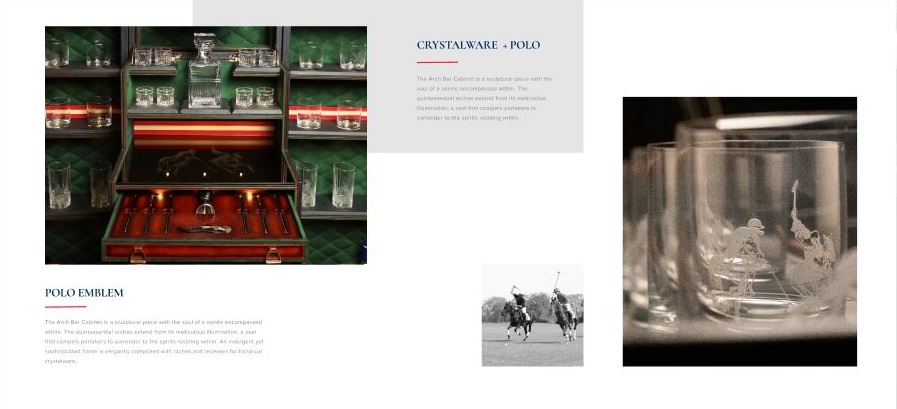 CRYSTALWARE + POLO
The Arch Bar Cabinet is a sculptural piece with the
soul of a soirée encompassed within. The
quintessential arches extend from its meticulous
illumination, a seal that compels partakers to
surrender to the spirits residing within.
POLO EMBLEM
The Arch Bar Cabinet is a sculptural piece with the soul of a soirée encompassed
within. The quintessential arches extend from its meticulous illumination, a seal
that compels partakers to surrender to the spirits residing within. An indulgent yet
sophisticated frame is elegantly composed with niches and recesses for hand-cut
crystalware.